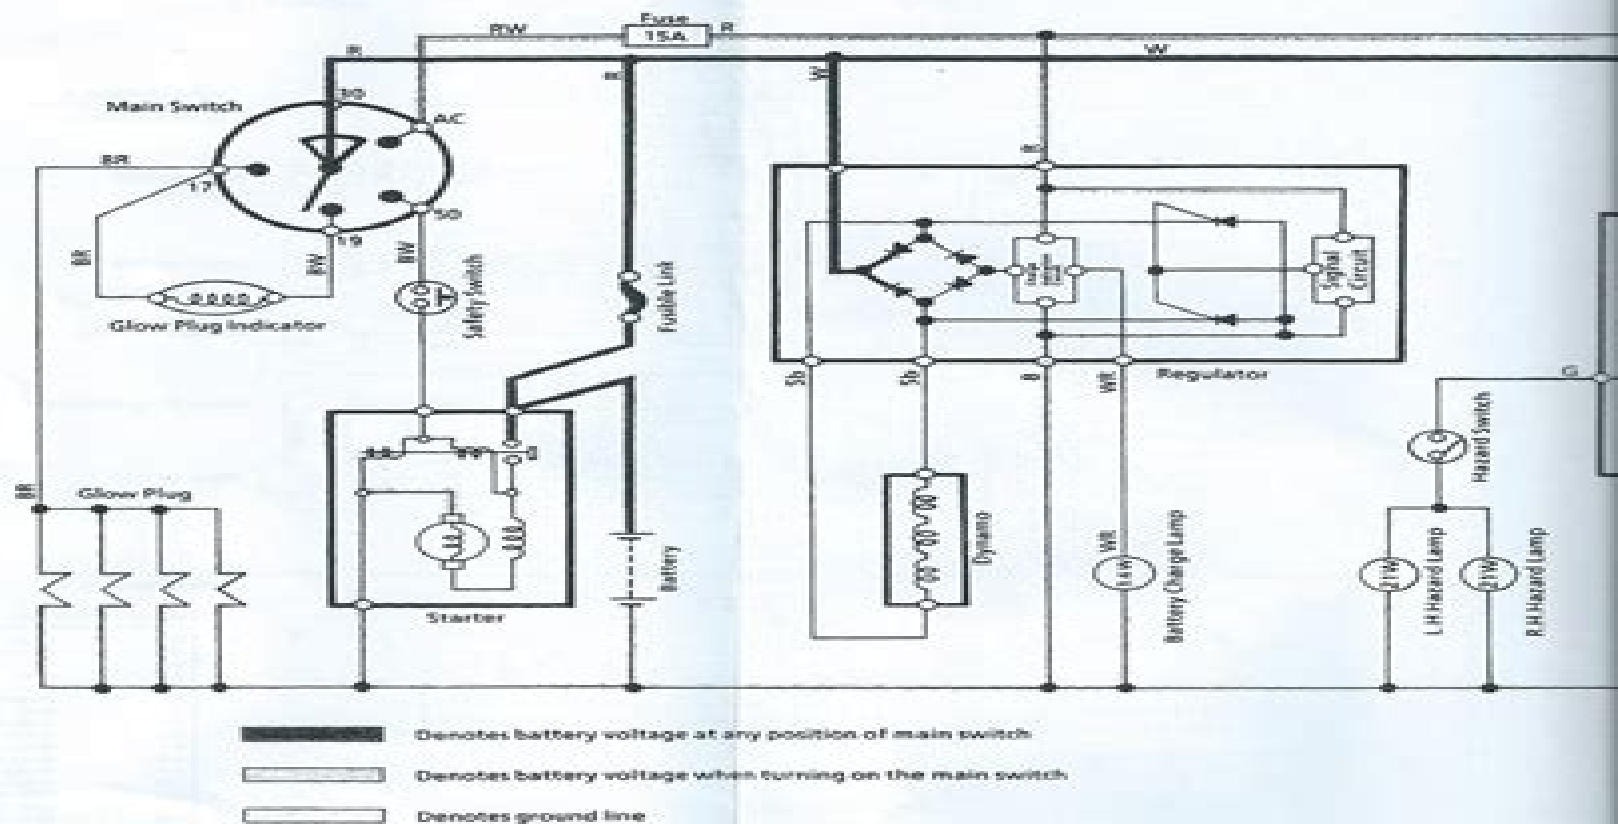 Fuse
RW
15A
R
R
W
Main Switch
30
AC
R
W
BR
17
50
19
BR
RW
RW
Safety Switch
Glow Plug Indicator
Fusible Link
R
Signal Circuit
Sb
Sb
B
WR
Regulator
Hazard Switch
BR
Glow Plug
Battery
Dynamo
WR
14W
Battery Charge Lamp
21W
L.H Hazard Lamp
21W
R.H Hazard Lamp
Starter
Denotes battery voltage at any position of main switch
Denotes battery voltage when turning on the main switch
Denotes ground line